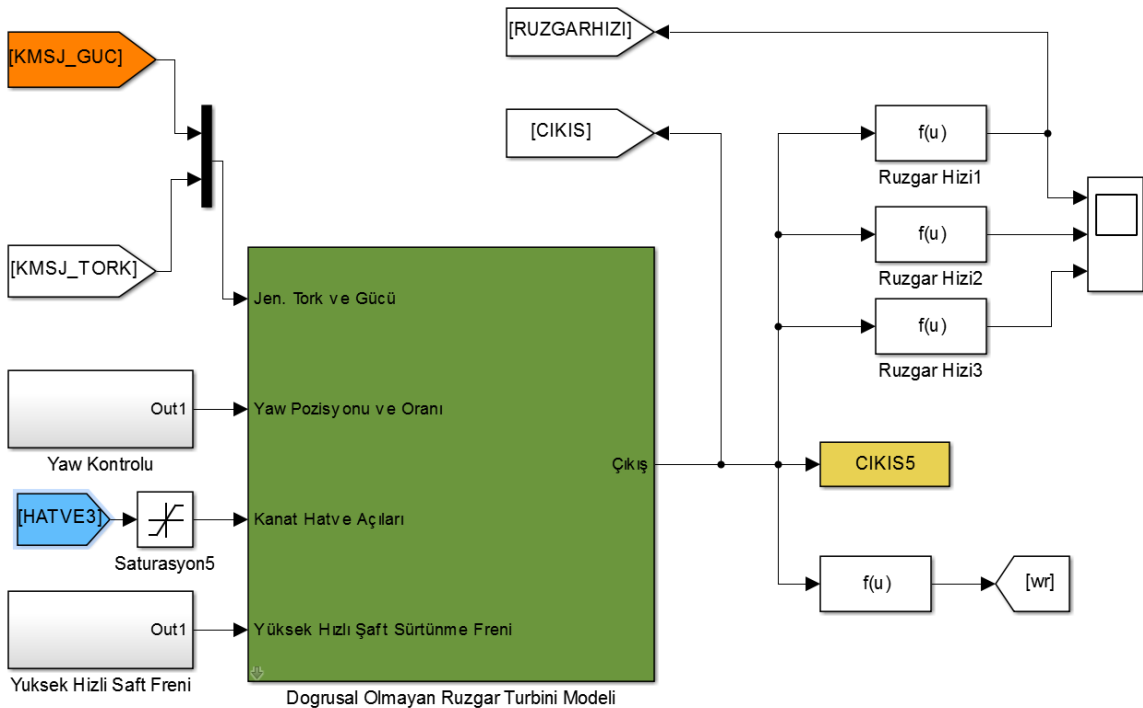 [RUZGARHIZI]
[KMSJ_GUC]
[CIKIS]
f(u)
Ruzgar Hizi1
f(u)
Ruzgar Hizi2
[KMSJ_TORK]
Jen. Tork ve Gücü
f(u)
Ruzgar Hizi3
Out1
Yaw Pozisyonu ve Oranı
Yaw Kontrolu
Çıkış
CIKIS5
[HATVE3]
Kanat Hatve Açıları
Saturasyon5
f(u)
[wr]
Out1
Yüksek Hızlı Şaft Sürtünme Freni
Yuksek Hizli Saft Freni
Dogrusal Olmayan Ruzgar Turbini Modeli